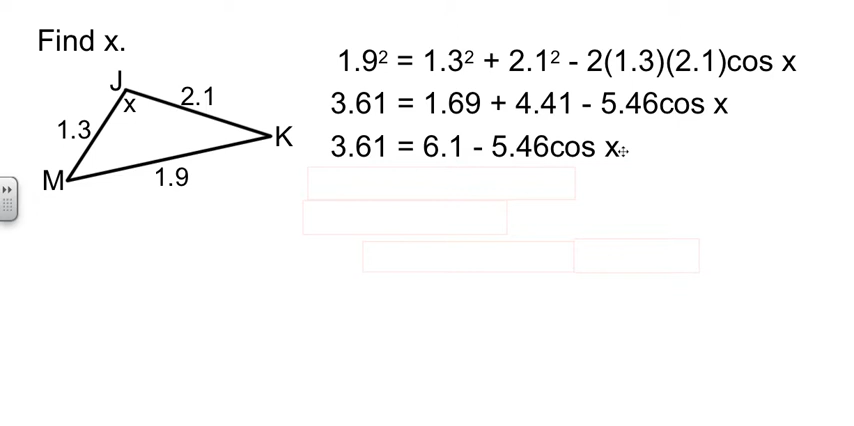 Find x.
1.9² = 1.3² + 2.1² - 2(1.3)(2.1)cos x
3.61 = 1.69 + 4.41 - 5.46cos x
3.61 = 6.1 - 5.46cos x
J
x
2.1
1.3
K
M
1.9